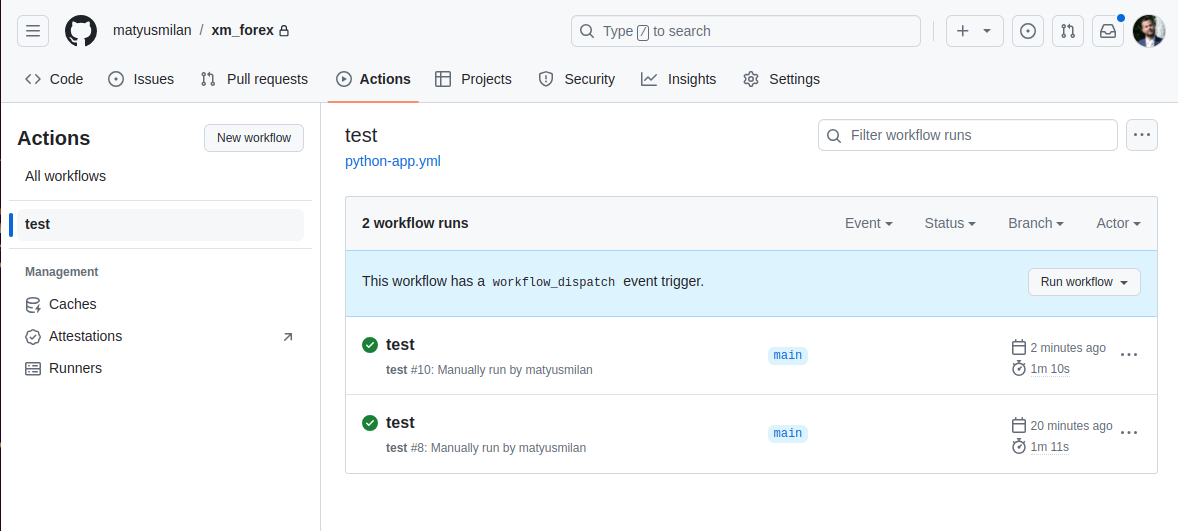 matyusmilan / xm_forex
Type / to search
Code
Issues
Pull requests
Actions
Projects
Security
Insights
Settings
Actions
New workflow
All workflows
test
Management
Caches
Attestations
Runners
test
python-app.yml
Filter workflow runs
2 workflow runs
Event
Status
Branch
Actor
This workflow has a workflow_dispatch event trigger.
Run workflow
test
test #10: Manually run by matyusmilan
main
2 minutes ago
1m 10s
test
test #8: Manually run by matyusmilan
main
20 minutes ago
1m 11s